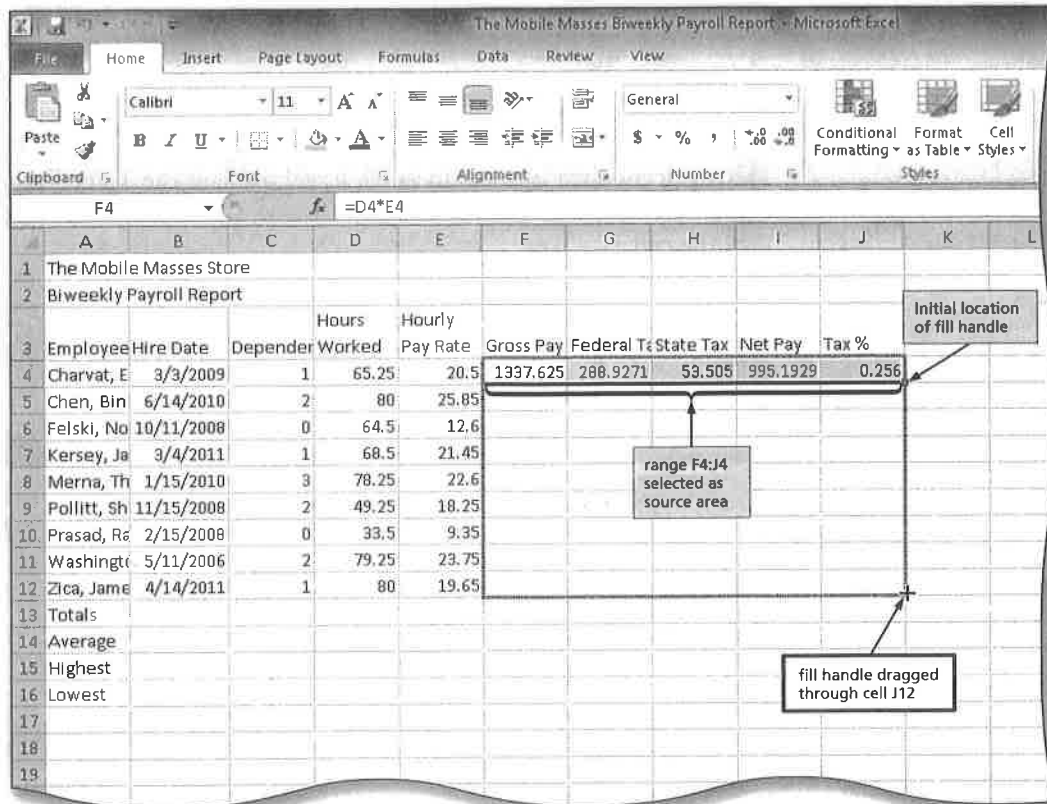 The Mobile Masses Biweekly Payroll Report - Microsoft Excel
File Home Insert Page Layout Formulas Data Review View
Calibri 11 A A General
Paste B I U A $ % , .0 .00 .00 .0 Conditional Formatting Format as Table Cell Styles
Clipboard Font Alignment Number Styles
F4 fx =D4*E4
A B C D E F G H I J K L
1 The Mobile Masses Store
2 Biweekly Payroll Report
Hours Hourly
3 Employee Hire Date Depender Worked Pay Rate Gross Pay Federal Ta State Tax Net Pay Tax %
4 Charvat, E 3/3/2009 1 65.25 20.5 1337.625 288.9271 53.505 995.1929 0.256
5 Chen, Bin 6/14/2010 2 80 25.85
6 Felski, No 10/11/2008 0 64.5 12.6
7 Kersey, Ja 3/4/2011 1 68.5 21.45
8 Merna, Th 1/15/2010 3 78.25 22.6
9 Pollitt, Sh 11/15/2008 2 49.25 18.25
10 Prasad, Ra 2/15/2008 0 33.5 9.35
11 Washingt 5/11/2006 2 79.25 23.75
12 Zica, Jame 4/14/2011 1 80 19.65
13 Totals
14 Average
15 Highest
16 Lowest
17
18
19
Initial location
of fill handle
range F4:J4
selected as
source area
fill handle dragged
through cell J12